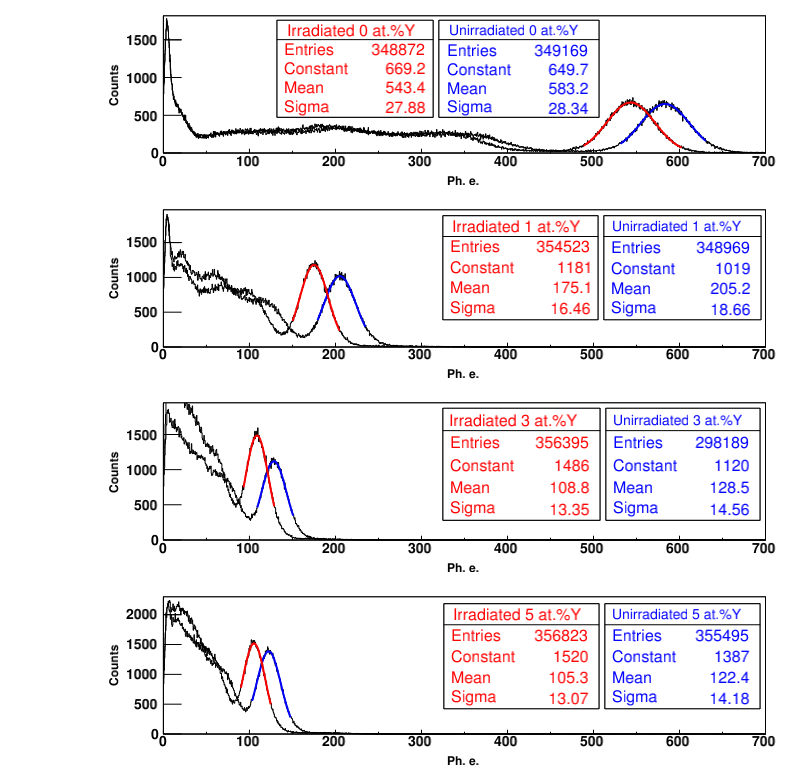 Irradiated 0 at.%Y
Entries 348872
Constant 669.2
Mean 543.4
Sigma 27.88
Unirradiated 0 at.%Y
Entries 349169
Constant 649.7
Mean 583.2
Sigma 28.34
Counts
1500
1000
500
0
0 100 200 300 400 500 600 700
Ph. e.
Irradiated 1 at.%Y
Entries 354523
Constant 1181
Mean 175.1
Sigma 16.46
Unirradiated 1 at.%Y
Entries 348969
Constant 1019
Mean 205.2
Sigma 18.66
Counts
1500
1000
500
0
0 100 200 300 400 500 600 700
Ph. e.
Irradiated 3 at.%Y
Entries 356395
Constant 1486
Mean 108.8
Sigma 13.35
Unirradiated 3 at.%Y
Entries 298189
Constant 1120
Mean 128.5
Sigma 14.56
Counts
1500
1000
500
0
0 100 200 300 400 500 600 700
Ph. e.
Irradiated 5 at.%Y
Entries 356823
Constant 1520
Mean 105.3
Sigma 13.07
Unirradiated 5 at.%Y
Entries 355495
Constant 1387
Mean 122.4
Sigma 14.18
Counts
2000
1500
1000
500
0
0 100 200 300 400 500 600 700
Ph. e.